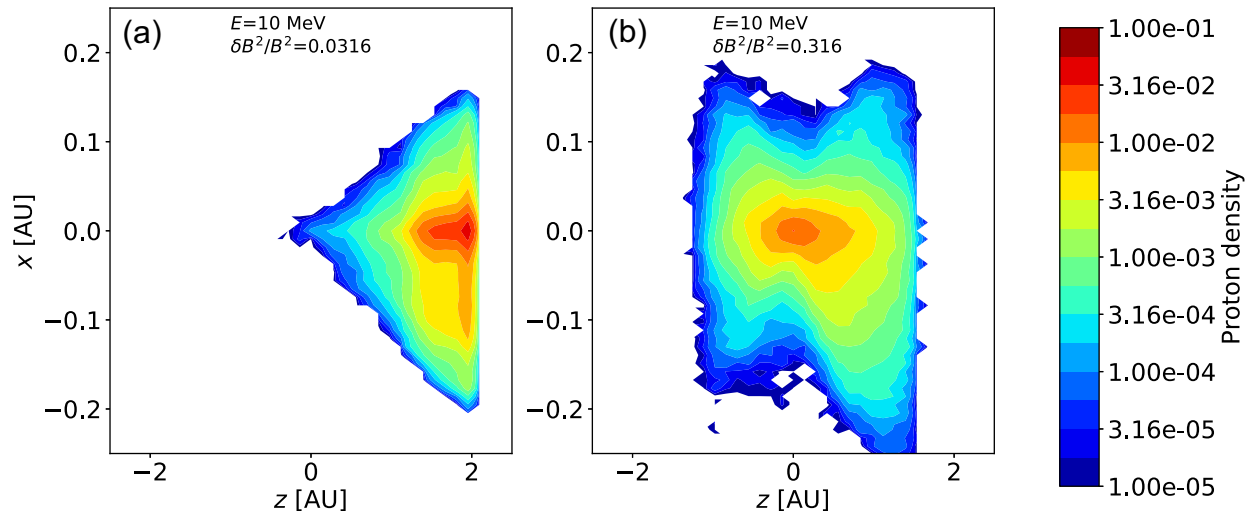 (a)
E=10 MeV
δB²/B²=0.0316
0.2
0.1
0.0
−0.1
−0.2
x [AU]
−2
0
2
z [AU]
(b)
E=10 MeV
δB²/B²=0.316
0.2
0.1
0.0
−0.1
−0.2
−2
0
2
z [AU]
1.00e-01
3.16e-02
1.00e-02
3.16e-03
1.00e-03
3.16e-04
1.00e-04
3.16e-05
1.00e-05
Proton density